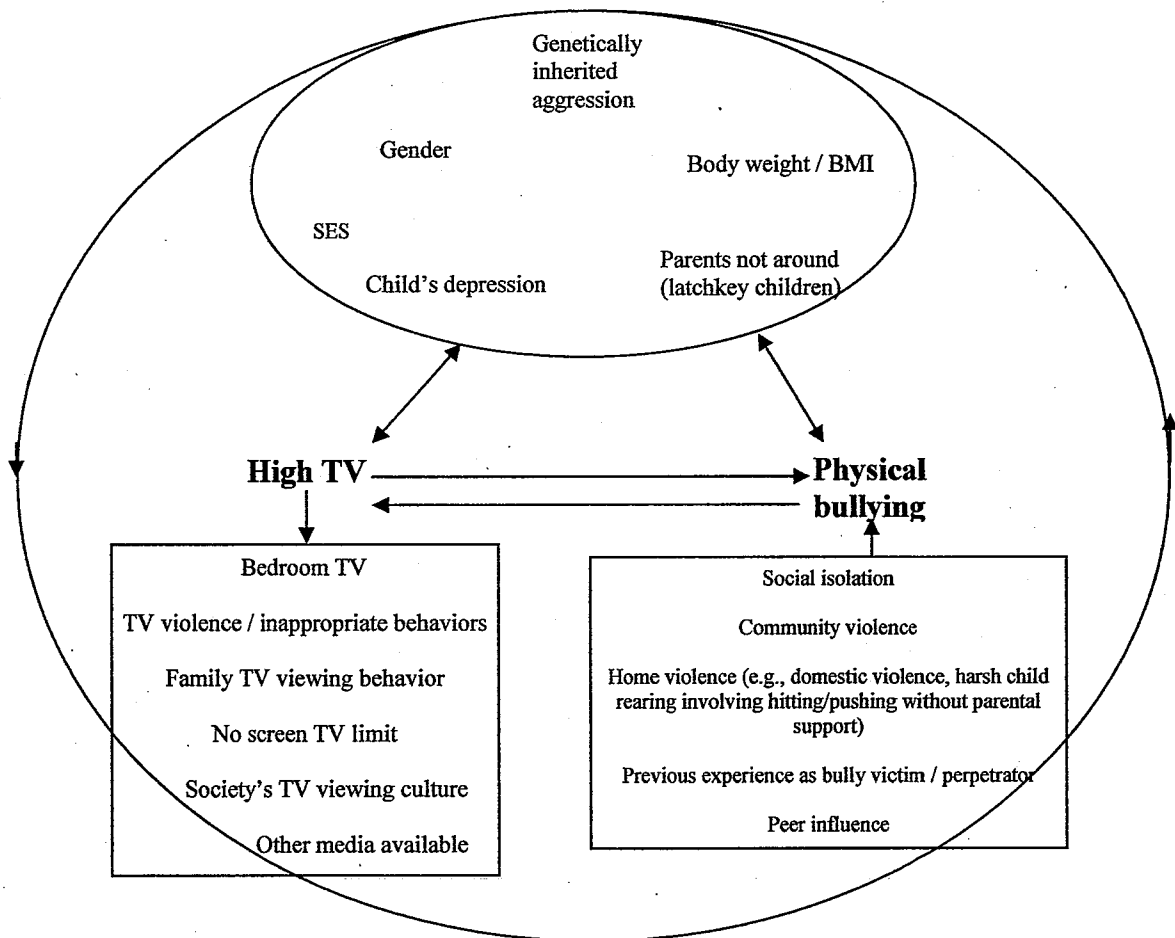 Genetically
inherited
aggression
Gender
Body weight / BMI
SES
Child's depression
Parents not around
(latchkey children)
High TV
Physical
bullying
Bedroom TV
TV violence / inappropriate behaviors
Family TV viewing behavior
No screen TV limit
Society's TV viewing culture
Other media available
Social isolation
Community violence
Home violence (e.g., domestic violence, harsh child
rearing involving hitting/pushing without parental
support)
Previous experience as bully victim / perpetrator
Peer influence